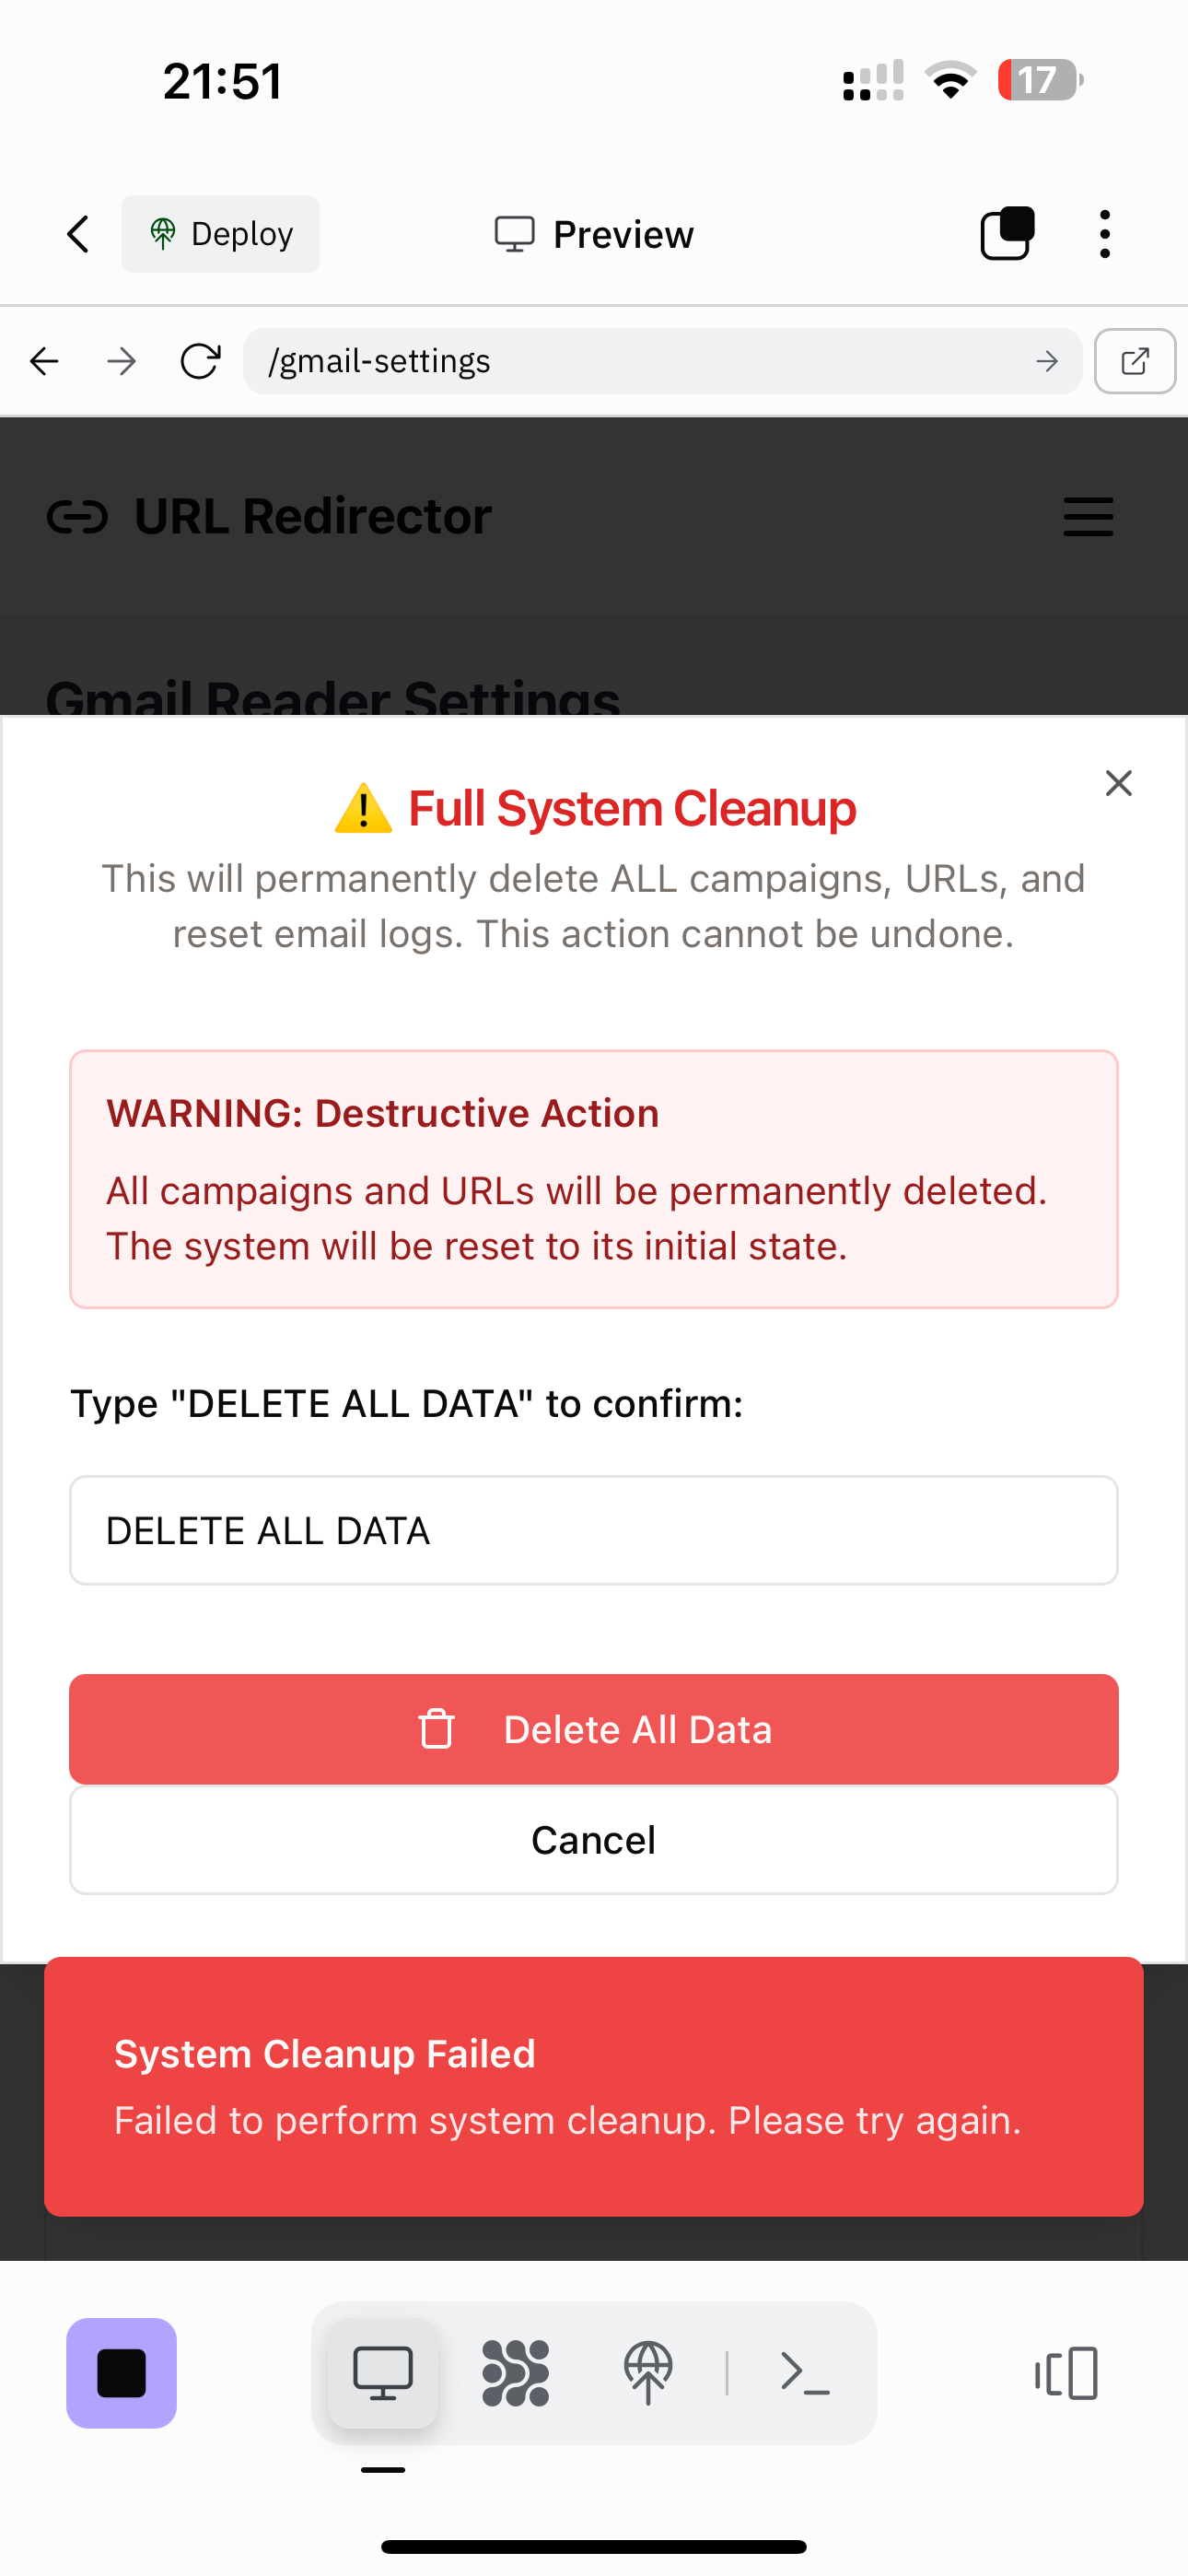 21:51
17
Deploy
Preview
/gmail-settings
URL Redirector
Gmail Reader Settings
⚠️ Full System Cleanup
This will permanently delete ALL campaigns, URLs, and
reset email logs. This action cannot be undone.
WARNING: Destructive Action
All campaigns and URLs will be permanently deleted.
The system will be reset to its initial state.
Type "DELETE ALL DATA" to confirm:
DELETE ALL DATA
Delete All Data
Cancel
System Cleanup Failed
Failed to perform system cleanup. Please try again.